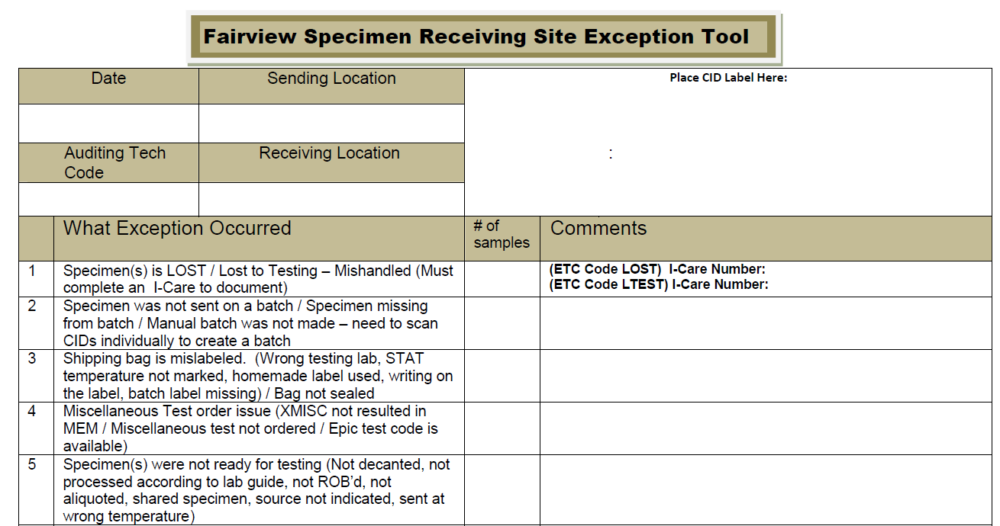 Fairview Specimen Receiving Site Exception Tool
Date
Sending Location
Place CID Label Here:
Auditing Tech
Code
Receiving Location
:
What Exception Occurred
# of
samples
Comments
1
Specimen(s) is LOST / Lost to Testing – Mishandled (Must
complete an  I-Care to document)
(ETC Code LOST)  I-Care Number:
(ETC Code LTEST) I-Care Number:
2
Specimen was not sent on a batch / Specimen missing
from batch / Manual batch was not made – need to scan
CIDs individually to create a batch
3
Shipping bag is mislabeled.  (Wrong testing lab, STAT
temperature not marked, homemade label used, writing on
the label, batch label missing) / Bag not sealed
4
Miscellaneous Test order issue (XMISC not resulted in
MEM / Miscellaneous test not ordered / Epic test code is
available)
5
Specimen(s) were not ready for testing (Not decanted, not
processed according to lab guide, not ROB’d, not
aliquoted, shared specimen, source not indicated, sent at
wrong temperature)